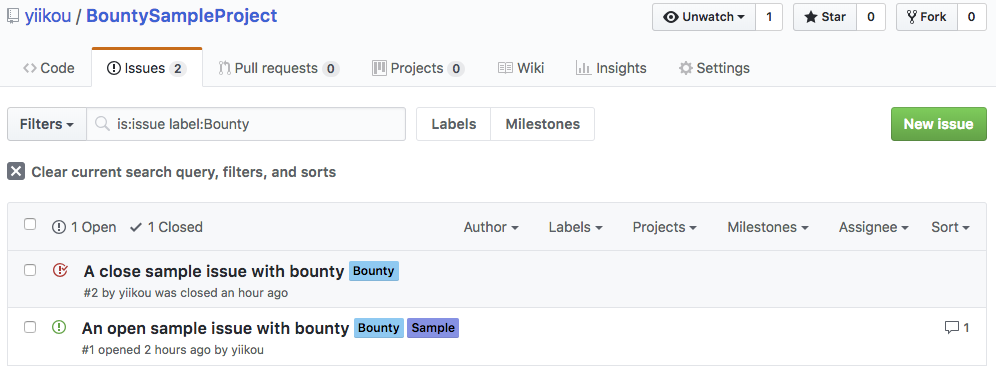 yiikou / BountySampleProject Unwatch 1 Star 0 Fork 0
Code Issues 2 Pull requests 0 Projects 0 Wiki Insights Settings
Filters is:issue label:Bounty Labels Milestones New issue
Clear current search query, filters, and sorts
1 Open 1 Closed Author Labels Projects Milestones Assignee Sort
A close sample issue with bounty Bounty
#2 by yiikou was closed an hour ago
An open sample issue with bounty Bounty Sample 1
#1 opened 2 hours ago by yiikou